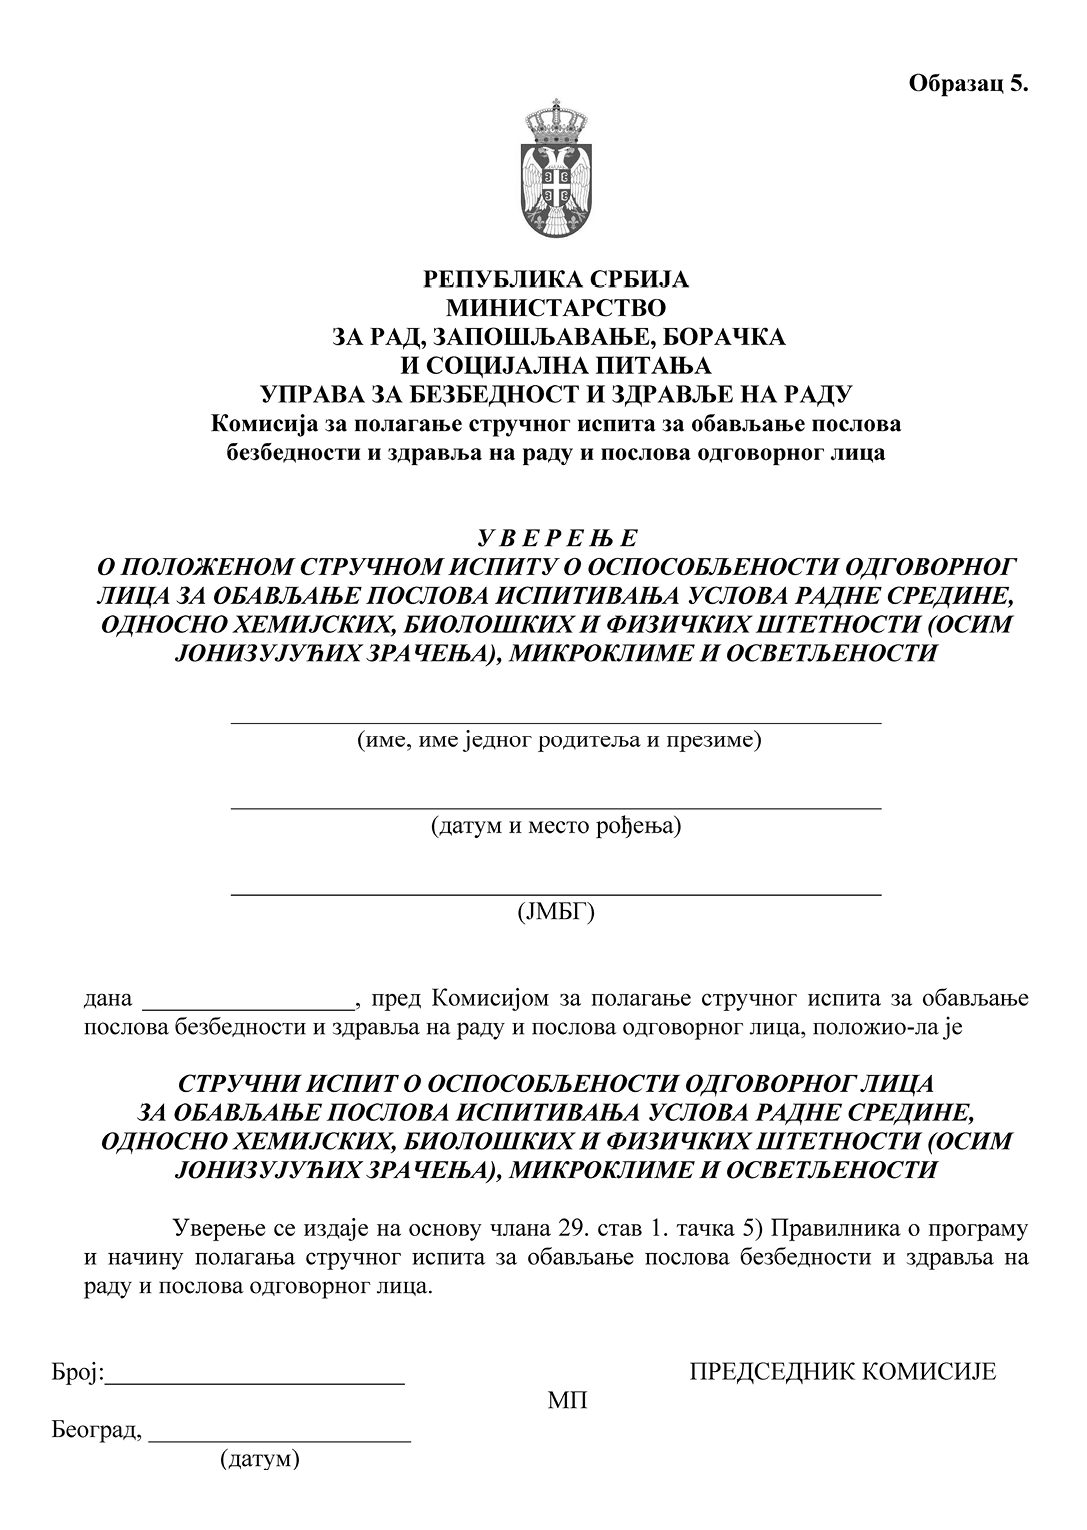 Образац 5.
РЕПУБЛИКА СРБИЈА
МИНИСТАРСТВО
ЗА РАД, ЗАПОШЉАВАЊЕ, БОРАЧКА
И СОЦИЈАЛНА ПИТАЊА
УПРАВА ЗА БЕЗБЕДНОСТ И ЗДРАВЉЕ НА РАДУ
Комисија за полагање стручног испита за обављање послова
безбедности и здравља на раду и послова одговорног лица
У В Е Р Е Њ Е
О ПОЛОЖЕНОМ СТРУЧНОМ ИСПИТУ О ОСПОСОБЉЕНОСТИ ОДГОВОРНОГ
ЛИЦА ЗА ОБАВЉАЊЕ ПОСЛОВА ИСПИТИВАЊА УСЛОВА РАДНЕ СРЕДИНЕ,
ОДНОСНО ХЕМИЈСКИХ, БИОЛОШКИХ И ФИЗИЧКИХ ШТЕТНОСТИ (ОСИМ
ЈОНИЗУЈУЋИХ ЗРАЧЕЊА), МИКРОКЛИМЕ И ОСВЕТЉЕНОСТИ
(име, име једног родитеља и презиме)
(датум и место рођења)
(ЈМБГ)
дана _________________, пред Комисијом за полагање стручног испита за обављање
послова безбедности и здравља на раду и послова одговорног лица, положио-ла је
СТРУЧНИ ИСПИТ О ОСПОСОБЉЕНОСТИ ОДГОВОРНОГ ЛИЦА
ЗА ОБАВЉАЊЕ ПОСЛОВА ИСПИТИВАЊА УСЛОВА РАДНЕ СРЕДИНЕ,
ОДНОСНО ХЕМИЈСКИХ, БИОЛОШКИХ И ФИЗИЧКИХ ШТЕТНОСТИ (ОСИМ
ЈОНИЗУЈУЋИХ ЗРАЧЕЊА), МИКРОКЛИМЕ И ОСВЕТЉЕНОСТИ
Уверење се издаје на основу члана 29. став 1. тачка 5) Правилника о програму
и начину полагања стручног испита за обављање послова безбедности и здравља на
раду и послова одговорног лица.
Број:________________________ ПРЕДСЕДНИК КОМИСИЈЕ
МП
Београд, _____________________
(датум)